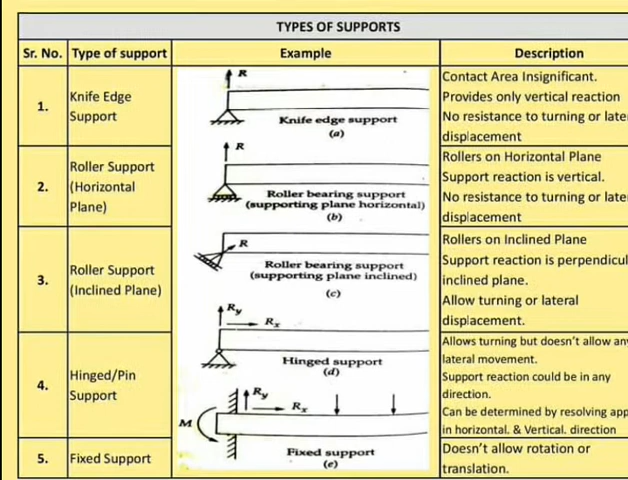 TYPES OF SUPPORTS
Sr. No. Type of support Example Description
1.
Knife Edge
Support
R
Knife edge support
(a)
Contact Area Insignificant.
Provides only vertical reaction
No resistance to turning or late
displacement
2.
Roller Support
(Horizontal
Plane)
R
Roller bearing support
(supporting plane horizontal)
(b)
Rollers on Horizontal Plane
Support reaction is vertical.
No resistance to turning or late
displacement
3.
Roller Support
(Inclined Plane)
R
Roller bearing support
(supporting plane inclined)
(c)
Rollers on Inclined Plane
Support reaction is perpendicul
inclined plane.
Allow turning or lateral
displacement.
4.
Hinged/Pin
Support
Ry
Rx
Hinged support
(d)
Allows turning but doesn't allow an
lateral movement.
Support reaction could be in any
direction.
Can be determined by resolving app
in horizontal. & Vertical. direction
5.
Fixed Support
Ry
Rx
M
Fixed support
(e)
Doesn't allow rotation or
translation.